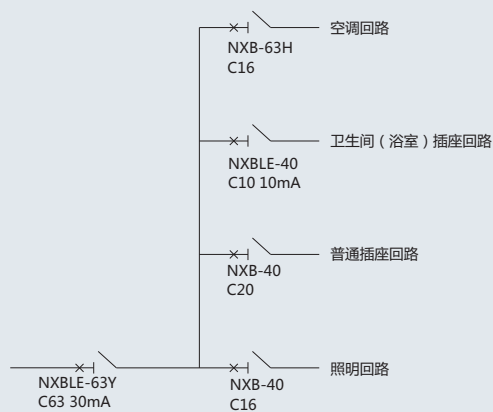 空调回路
NXB-63H
C16
卫生间（浴室）插座回路
NXBLE-40
C10 10mA
普通插座回路
NXB-40
C20
照明回路
NXBLE-63Y
C63 30mA
NXB-40
C16